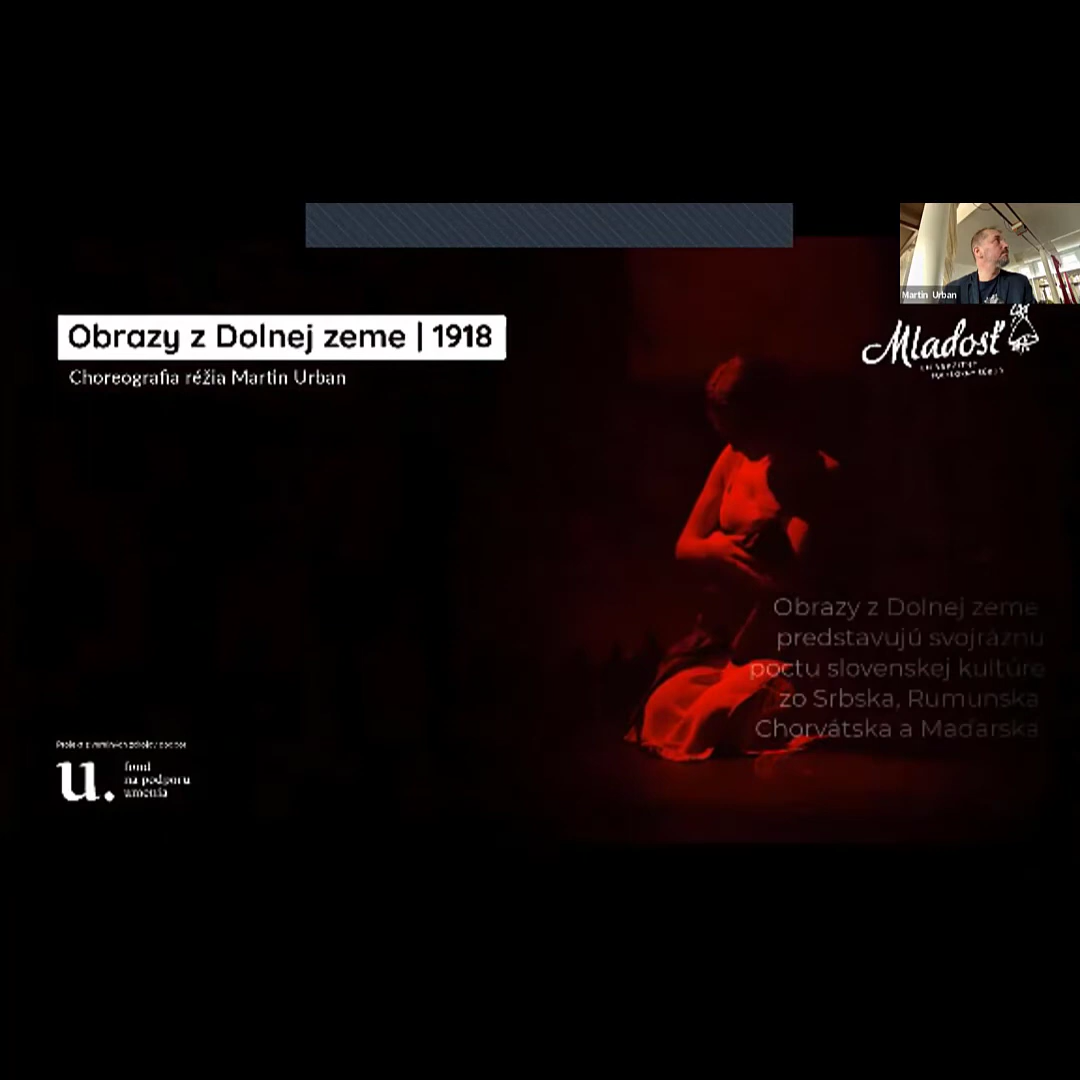 Martin Urban
Obrazy z Dolnej zeme | 1918
Choreografia réžia Martin Urban
Mladosť
Obrazy z Dolnej zeme
predstavujú svojráznu
poctu slovenskej kultúre
zo Srbska, Rumunska
Chorvátska a Maďarska
u.
fond
na podporu
umenia